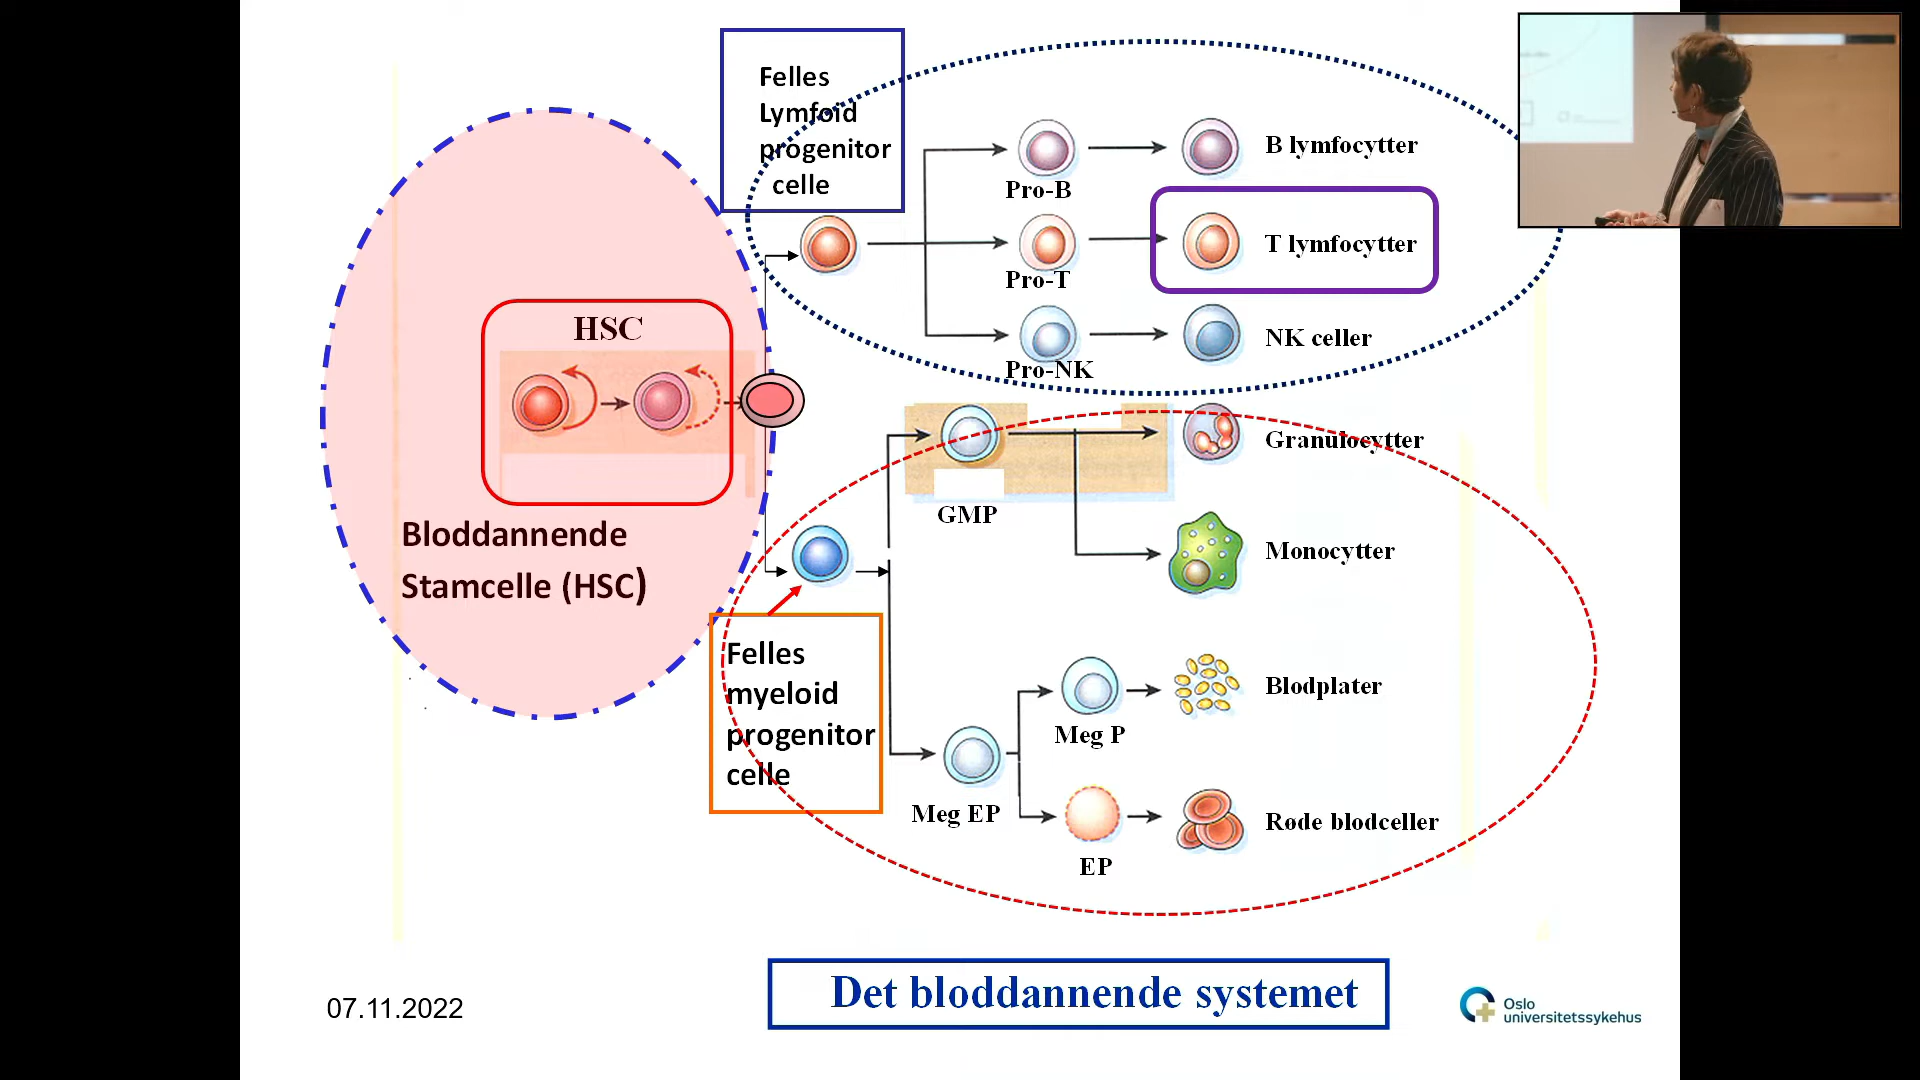 Felles
Lymfoid
progenitor
celle
Pro-B
B lymfocytter
Pro-T
T lymfocytter
Pro-NK
NK celler
HSC
Bloddannende
Stamcelle (HSC)
GMP
Granulocytter
Monocytter
Felles
myeloid
progenitor
celle
Meg P
Blodplater
Meg EP
EP
Røde blodceller
Det bloddannende systemet
07.11.2022
Oslo
universitetssykehus